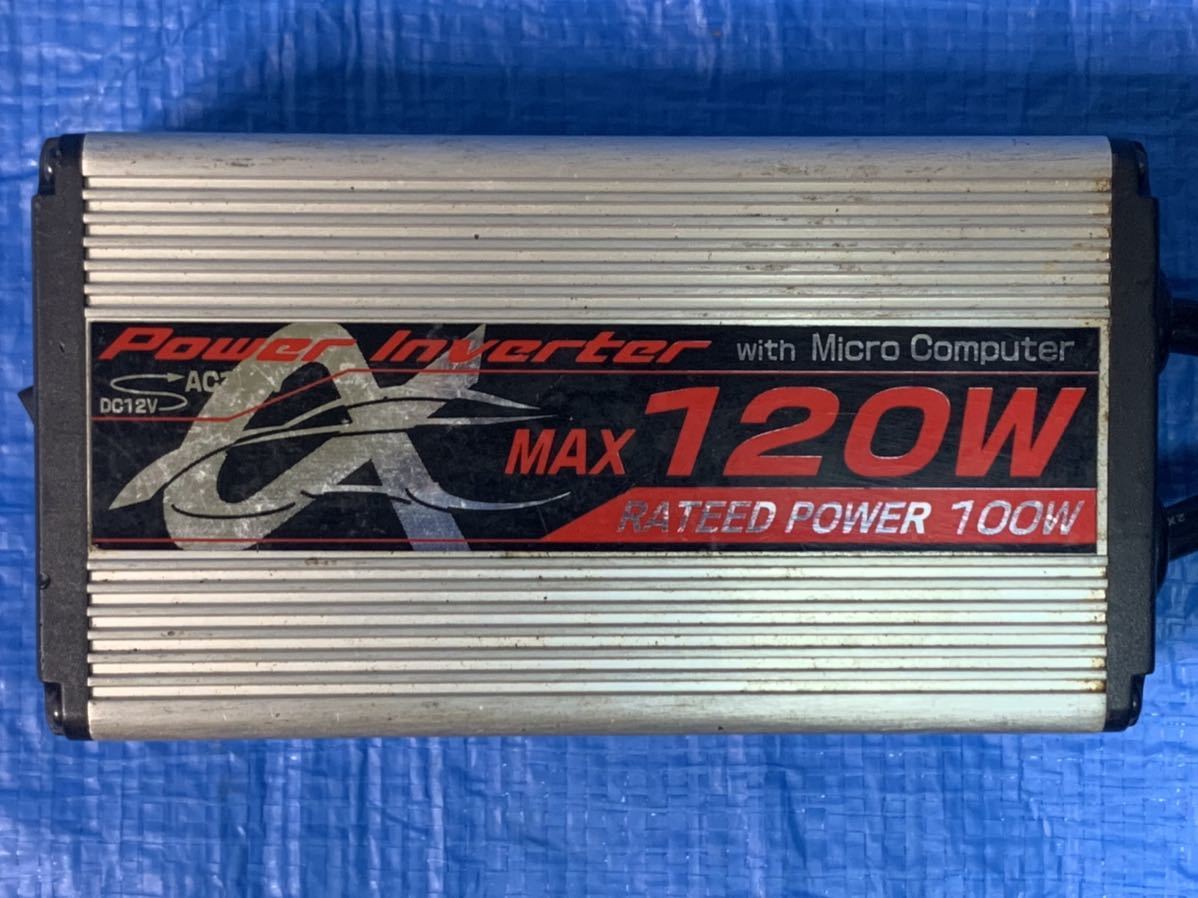 Power Inverter with Micro Computer
AC
DC12V
MAX 120W
RATEED POWER 100W